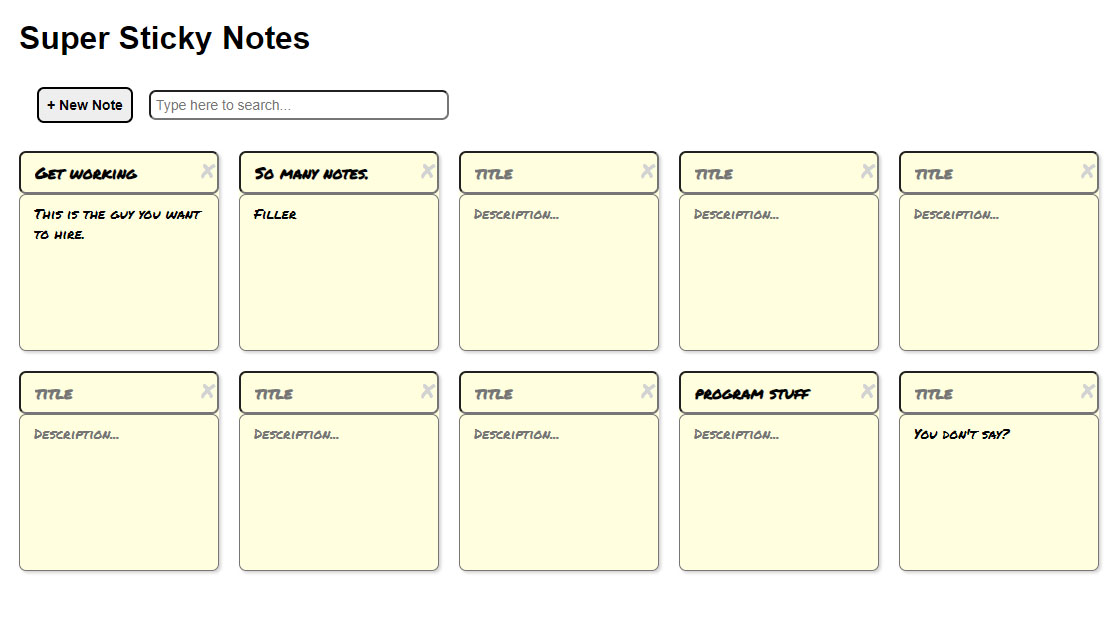 Super Sticky Notes
+ New Note
Type here to search...
Get working
This is the guy you want
to hire.
So many notes.
Filler
Title
Description...
Title
Description...
Title
Description...
Title
Description...
Title
Description...
Title
Description...
program stuff
Description...
Title
You don't say?